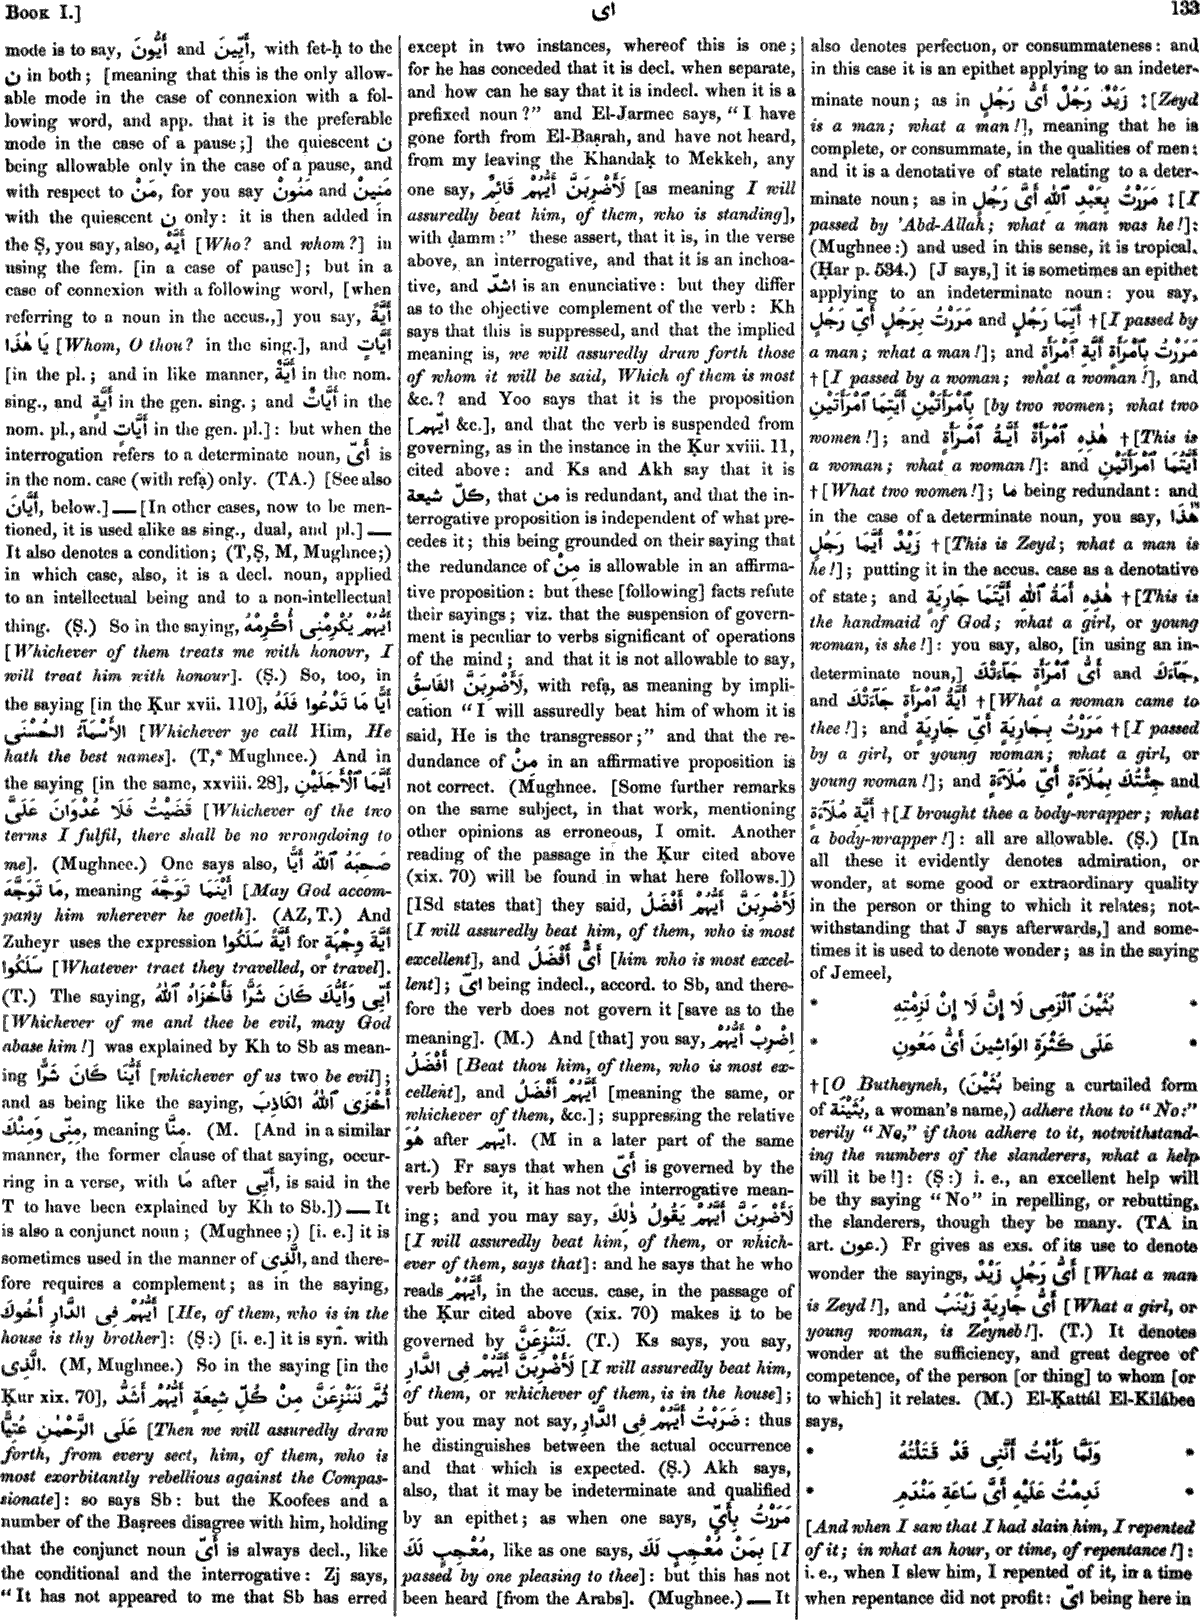 Book I.]
اى
133
mode is to say, أَيُّونَ and أَيِّينَ, with fet-ḥ to the
ن in both; [meaning that this is the only allow-
able mode in the case of connexion with a fol-
lowing word, and app. that it is the preferable
mode in the case of a pause;] the quiescent ن
being allowable only in the case of a pause, and
with respect to مَنْ, for you say مَنُونْ and مَنِينْ
with the quiescent ن only: it is then added in
the Ṣ, you say, also, أَيَّهْ [Who? and whom?] in
using the fem. [in a case of pause]; but in a
case of connexion with a following word, [when
referring to a noun in the accus.,] you say, أَيَّةً
يَا هٰذَا [Whom, O thou? in the sing.], and أَيَّاتٍ
[in the pl.; and in like manner, أَيَّةٌ in the nom.
sing., and أَيَّةٍ in the gen. sing.; and أَيَّاتٌ in the
nom. pl., and أَيَّاتٍ in the gen. pl.]: but when the
interrogation refers to a determinate noun, أَىّ is
in the nom. case (with refạ) only. (TA.) [See also
أَيَّانَ, below.] — [In other cases, now to be men-
tioned, it is used alike as sing., dual, and pl.] —
It also denotes a condition; (T, Ṣ, M, Mughnee;)
in which case, also, it is a decl. noun, applied
to an intellectual being and to a non-intellectual
thing. (Ṣ.) So in the saying, أَيُّهُمْ يُكْرِمْنِى أُكْرِمْهُ
[Whichever of them treats me with honour, I
will treat him with honour]. (Ṣ.) So, too, in
the saying [in the Ḳur xvii. 110], أَيًّا مَا تَدْعُوا فَلَهُ
الأَسْمَآءُ الحُسْنَى [Whichever ye call Him, He
hath the best names]. (T,* Mughnee.) And in
the saying [in the same, xxviii. 28], أَيَّمَا ٱلْأَجَلَيْنِ
قَضَيْتُ فَلَا عُدْوَانَ عَلَىَّ [Whichever of the two
terms I fulfil, there shall be no wrongdoing to
me]. (Mughnee.) One says also, صَحِبَهُ ٱللّٰهُ أَيَّا
مَا تَوَجَّهَ, meaning أَيْنَمَا تَوَجَّهَ [May God accom-
pany him wherever he goeth]. (AZ, T.) And
Zuheyr uses the expression أَيَّةً سَلَكُوا for أَيَّةَ وِجْهَةٍ
سَلَكُوا [Whatever tract they travelled, or travel].
(T.) The saying, أَيِّى وَأَيُّكَ كَانَ شَرًّا فَأَخْزَاهُ ٱللّٰهُ
[Whichever of me and thee be evil, may God
abase him!] was explained by Kh to Sb as mean-
ing أَيُّنَا كَانَ شَرًّا [whichever of us two be evil];
and as being like the saying, أَخْزَى ٱللّٰهُ الكَاذِبَ
مِنِّى وَمِنْكَ, meaning مِنَّا. (M. [And in a similar
manner, the former clause of that saying, occur-
ring in a verse, with مَا after أَيِّى, is said in the
T to have been explained by Kh to Sb.]) — It
is also a conjunct noun; (Mughnee;) [i. e.] it is
sometimes used in the manner of الَّذِى, and there-
fore requires a complement; as in the saying,
أَيُّهُمْ فِى الدَّارِ أَخُوكَ [He, of them, who is in the
house is thy brother]: (Ṣ:) [i. e.] it is syn. with
الَّذِى. (M, Mughnee.) So in the saying [in the
Ḳur xix. 70], ثُمَّ لَنَنْزِعَنَّ مِنْ كُلِّ شِيعَةٍ أَيُّهُمْ أَشَدُّ
عَلَى الرَّحْمٰنِ عُتِيًّا [Then we will assuredly draw
forth, from every sect, him, of them, who is
most exorbitantly rebellious against the Compas-
sionate]: so says Sb: but the Koofees and a
number of the Baṣrees disagree with him, holding
that the conjunct noun أَىّ is always decl., like
the conditional and the interrogative: Zj says,
"It has not appeared to me that Sb has erred
except in two instances, whereof this is one;
for he has conceded that it is decl. when separate,
and how can he say that it is indecl. when it is a
prefixed noun?" and El-Jarmee says, "I have
gone forth from El-Baṣrah, and have not heard,
from my leaving the Khandaḳ to Mekkeh, any
one say, لَأَضْرِبَنَّ أَيُّهُمْ قَائِمٌ [as meaning I will
assuredly beat him, of them, who is standing],
with ḍamm:" these assert, that it is, in the verse
above, an interrogative, and that it is an inchoa-
tive, and اشدّ is an enunciative: but they differ
as to the objective complement of the verb: Kh
says that this is suppressed, and that the implied
meaning is, we will assuredly draw forth those
of whom it will be said, Which of them is most
&c.? and Yoo says that it is the proposition
[ايّهم &c.], and that the verb is suspended from
governing, as in the instance in the Ḳur xviii. 11,
cited above: and Ks and Akh say that it is
كلّ شيعة, that من is redundant, and that the in-
terrogative proposition is independent of what pre-
cedes it; this being grounded on their saying that
the redundance of مِنْ is allowable in an affirma-
tive proposition: but these [following] facts refute
their sayings; viz. that the suspension of govern-
ment is peculiar to verbs significant of operations
of the mind; and that it is not allowable to say,
لَأَضْرِبَنَّ الفَاسِقُ, with refạ, as meaning by impli-
cation "I will assuredly beat him of whom it is
said, He is the transgressor;" and that the re-
dundance of مِنْ in an affirmative proposition is
not correct. (Mughnee. [Some further remarks
on the same subject, in that work, mentioning
other opinions as erroneous, I omit. Another
reading of the passage in the Ḳur cited above
(xix. 70) will be found in what here follows.])
[ISd states that] they said, لَأَضْرِبَنَّ أَيُّهُمْ أَفْضَلُ
[I will assuredly beat him, of them, who is most
excellent], and أَىٌّ أَفْضَلُ [him who is most excel-
lent]; اىّ being indecl., accord. to Sb, and there-
fore the verb does not govern it [save as to the
meaning]. (M.) And [that] you say, اِضْرِبْ أَيُّهُمْ
أَفْضَلُ [Beat thou him, of them, who is most ex-
cellent], and أَيُّهُمْ أَفْضَلُ [meaning the same, or
whichever of them, &c.]; suppressing the relative
هُوَ after ايّهم. (M in a later part of the same
art.) Fr says that when أَىّ is governed by the
verb before it, it has not the interrogative mean-
ing; and you may say, لَأَضْرِبَنَّ أَيَّهُمْ يَقُولُ ذٰلِكَ
[I will assuredly beat him, of them, or which-
ever of them, says that]: and he says that he who
reads أَيَّهُمْ, in the accus. case, in the passage of
the Ḳur cited above (xix. 70) makes it to be
governed by لَنَنْزِعَنَّ. (T.) Ks says, you say,
لَأَضْرِبَنَّ أَيَّهُمْ فِى الدَّارِ [I will assuredly beat him,
of them, or whichever of them, is in the house];
but you may not say, ضَرَبْتُ أَيَّهُمْ فِى الدَّارِ: thus
he distinguishes between the actual occurrence
and that which is expected. (Ṣ.) Akh says,
also, that it may be indeterminate and qualified
by an epithet; as when one says, مَرَرْتُ بِأَىٍّ
مُعْجِبٍ لَكَ, like as one says, بِمَنْ مُعْجِبٍ لَكَ [I
passed by one pleasing to thee]: but this has not
been heard [from the Arabs]. (Mughnee.) — It
also denotes perfection, or consummateness: and
in this case it is an epithet applying to an indeter-
minate noun; as in زَيْدٌ رَجُلٌ أَىُّ رَجُلٍ ‡[Zeyd
is a man; what a man!], meaning that he is
complete, or consummate, in the qualities of men:
and it is a denotative of state relating to a deter-
minate noun; as in مَرَرْتُ بِعَبْدِ ٱللّٰهِ أَىَّ رَجُلٍ ‡[I
passed by 'Abd-Allah; what a man was he!]:
(Mughnee:) and used in this sense, it is tropical.
(Ḥar p. 534.) [J says,] it is sometimes an epithet
applying to an indeterminate noun: you say,
مَرَرْتُ بِرَجُلٍ أَىِّ رَجُلٍ and أَيِّمَا رَجُلٍ †[I passed by
a man; what a man!]; and مَرَرْتُ بِٱمْرَأَةٍ أَيَّةِ ٱمْرَأَةٍ
†[I passed by a woman; what a woman!], and
بِٱمْرَأَتَيْنِ أَيَّتِمَا ٱمْرَأَتَيْنِ [by two women; what two
women!]; and هٰذِهِ ٱمْرَأَةٌ أَيَّةُ ٱمْرَأَةٍ †[This is
a woman; what a woman!]: and أَيَّتُمَا ٱمْرَأَتَيْنِ
†[What two women!]; مَا being redundant: and
in the case of a determinate noun, you say, هٰذَا
زَيْدٌ أَيَّمَا رَجُلٍ †[This is Zeyd; what a man is
he!]; putting it in the accus. case as a denotative
of state; and هٰذِهِ أَمَةُ ٱللّٰهِ أَيَّتَمَا جَارِيَةٍ †[This is
the handmaid of God; what a girl, or young
woman, is she!]: you say, also, [in using an in-
determinate noun,] أَىُّ ٱمْرَأَةٍ جَآءَتْكَ and جَآءَكَ,
and أَيَّةُ ٱمْرَأَةٍ جَآءَتْكَ †[What a woman came to
thee!]; and مَرَرْتُ بِجَارِيَةٍ أَىِّ جَارِيَةٍ †[I passed
by a girl, or young woman; what a girl, or
young woman!]; and جِئْتُكَ بِمُلَآءَةٍ أَىِّ مُلَآءَةٍ and
أَيَّةِ مُلَآءَةٍ †[I brought thee a body-wrapper; what
a body-wrapper!]: all are allowable. (Ṣ.) [In
all these it evidently denotes admiration, or
wonder, at some good or extraordinary quality
in the person or thing to which it relates; not-
withstanding that J says afterwards,] and some-
times it is used to denote wonder; as in the saying
of Jemeel,
* بُثَيْنَ ٱلْزَمِى لَا إِنَّ لَا إِنْ لَزِمْتِهِ *
* عَلَى كَثْرَةِ الوَاشِينَ أَىُّ مَعُونِ *
†[O Butheyneh, (بُثَيْنَ being a curtailed form
of بُثَيْنَة, a woman's name,) adhere thou to "No:"
verily "No," if thou adhere to it, notwithstand-
ing the numbers of the slanderers, what a help
will it be!]: (Ṣ:) i. e., an excellent help will
be thy saying "No" in repelling, or rebutting,
the slanderers, though they be many. (TA in
art. عون.) Fr gives as exs. of its use to denote
wonder the sayings, أَىُّ رَجُلٍ زَيْدٌ [What a man
is Zeyd!], and أَىُّ جَارِيَةٍ زَيْنَبُ [What a girl, or
young woman, is Zeyneb!]. (T.) It denotes
wonder at the sufficiency, and great degree of
competence, of the person [or thing] to whom [or
to which] it relates. (M.) El-Ḳattál El-Kilábee
says,
* وَلَمَّا رَأَيْتُ أَنَّنِى قَدْ قَتَلْتُهُ *
* نَدِمْتُ عَلَيْهِ أَىَّ سَاعَةِ مَنْدَمِ *
[And when I saw that I had slain him, I repented
of it; in what an hour, or time, of repentance!]:
i. e., when I slew him, I repented of it, in a time
when repentance did not profit: اىّ being here in